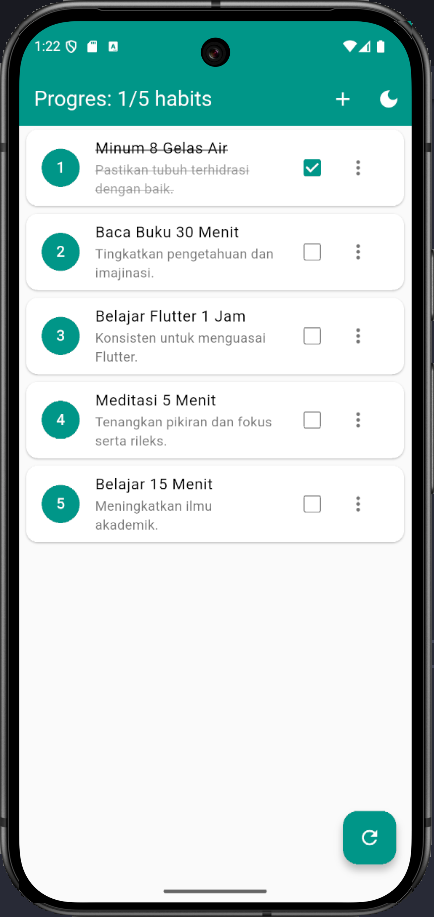 1:22
Progres: 1/5 habits
1
Minum 8 Gelas Air
Pastikan tubuh terhidrasi
dengan baik.
2
Baca Buku 30 Menit
Tingkatkan pengetahuan dan
imajinasi.
3
Belajar Flutter 1 Jam
Konsisten untuk menguasai
Flutter.
4
Meditasi 5 Menit
Tenangkan pikiran dan fokus
serta rileks.
5
Belajar 15 Menit
Meningkatkan ilmu
akademik.